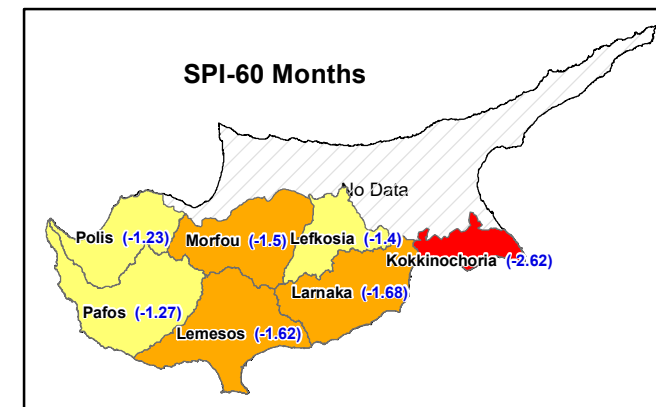 SPI-60 Months
No Data
Polis (-1.23)
Morfou (-1.5)
Lefkosia (-1.4)
Kokkinochoria (-2.62)
Pafos (-1.27)
Larnaka (-1.68)
Lemesos (-1.62)